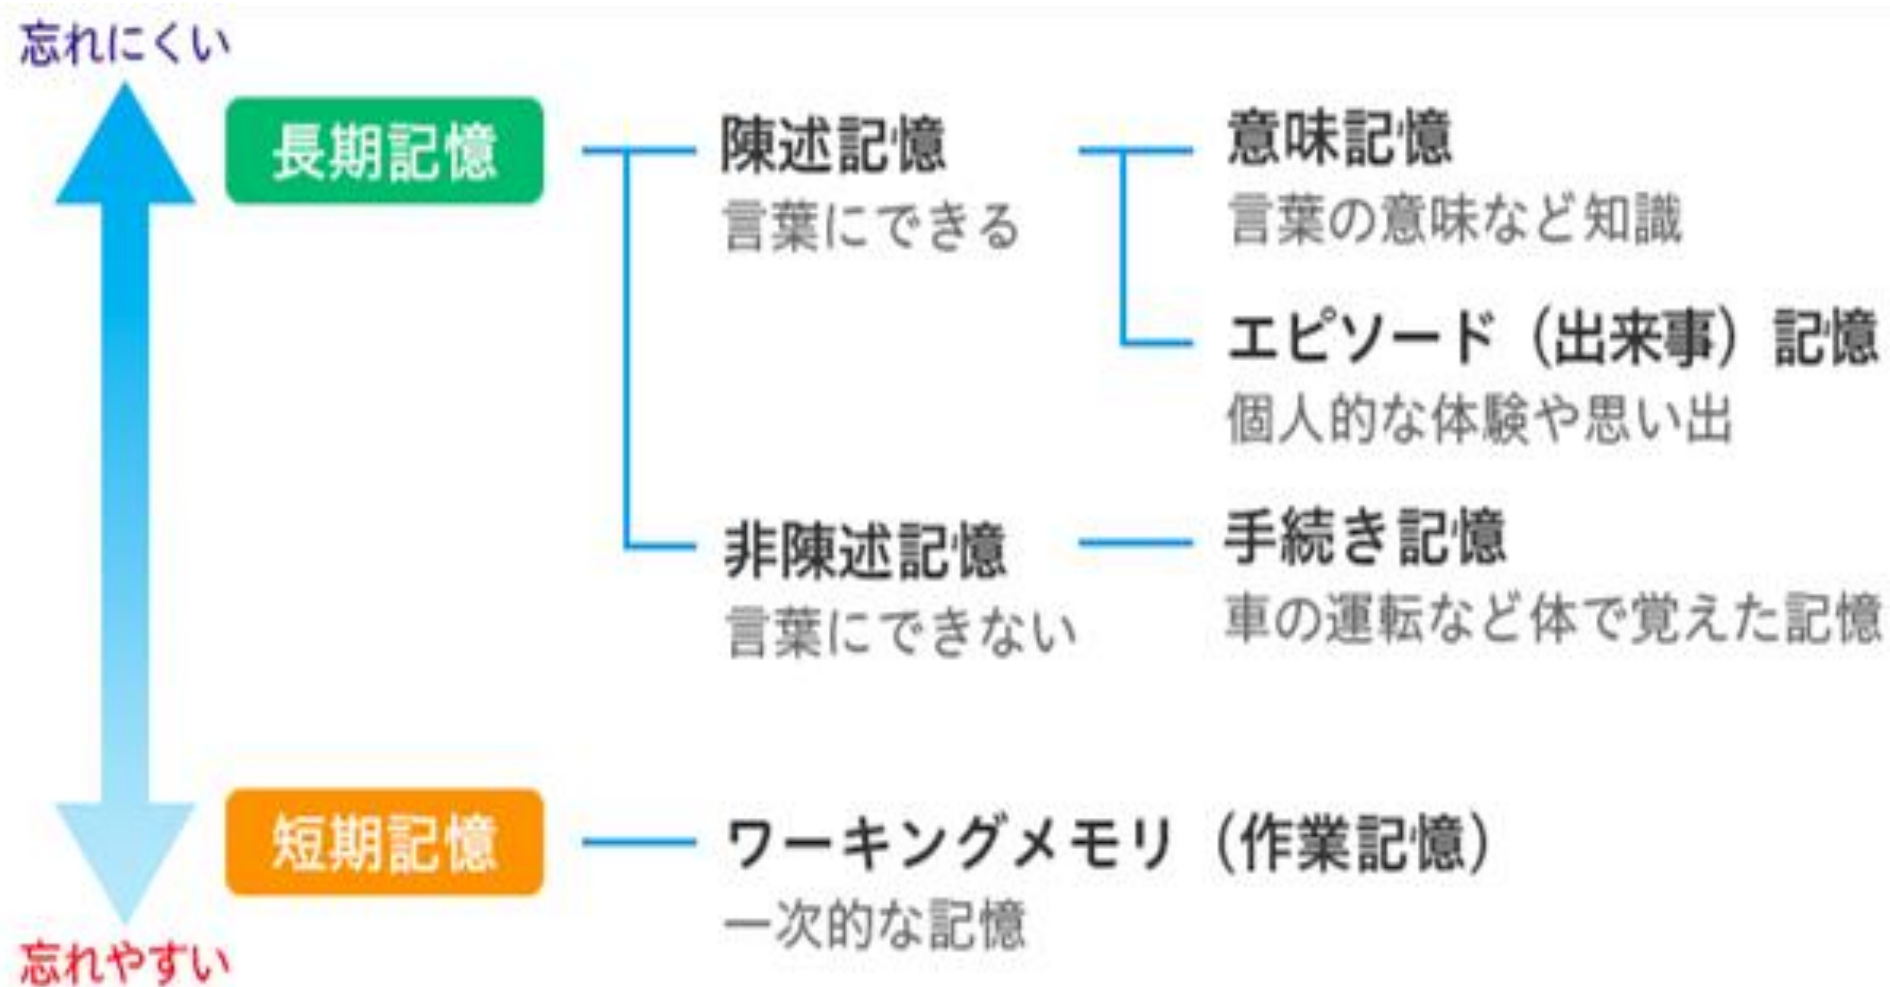 忘れにくい
長期記憶
陳述記憶
言葉にできる
意味記憶
言葉の意味など知識
エピソード（出来事）記憶
個人的な体験や思い出
非陳述記憶
言葉にできない
手続き記憶
車の運転など体で覚えた記憶
短期記憶
ワーキングメモリ（作業記憶）
一次的な記憶
忘れやすい